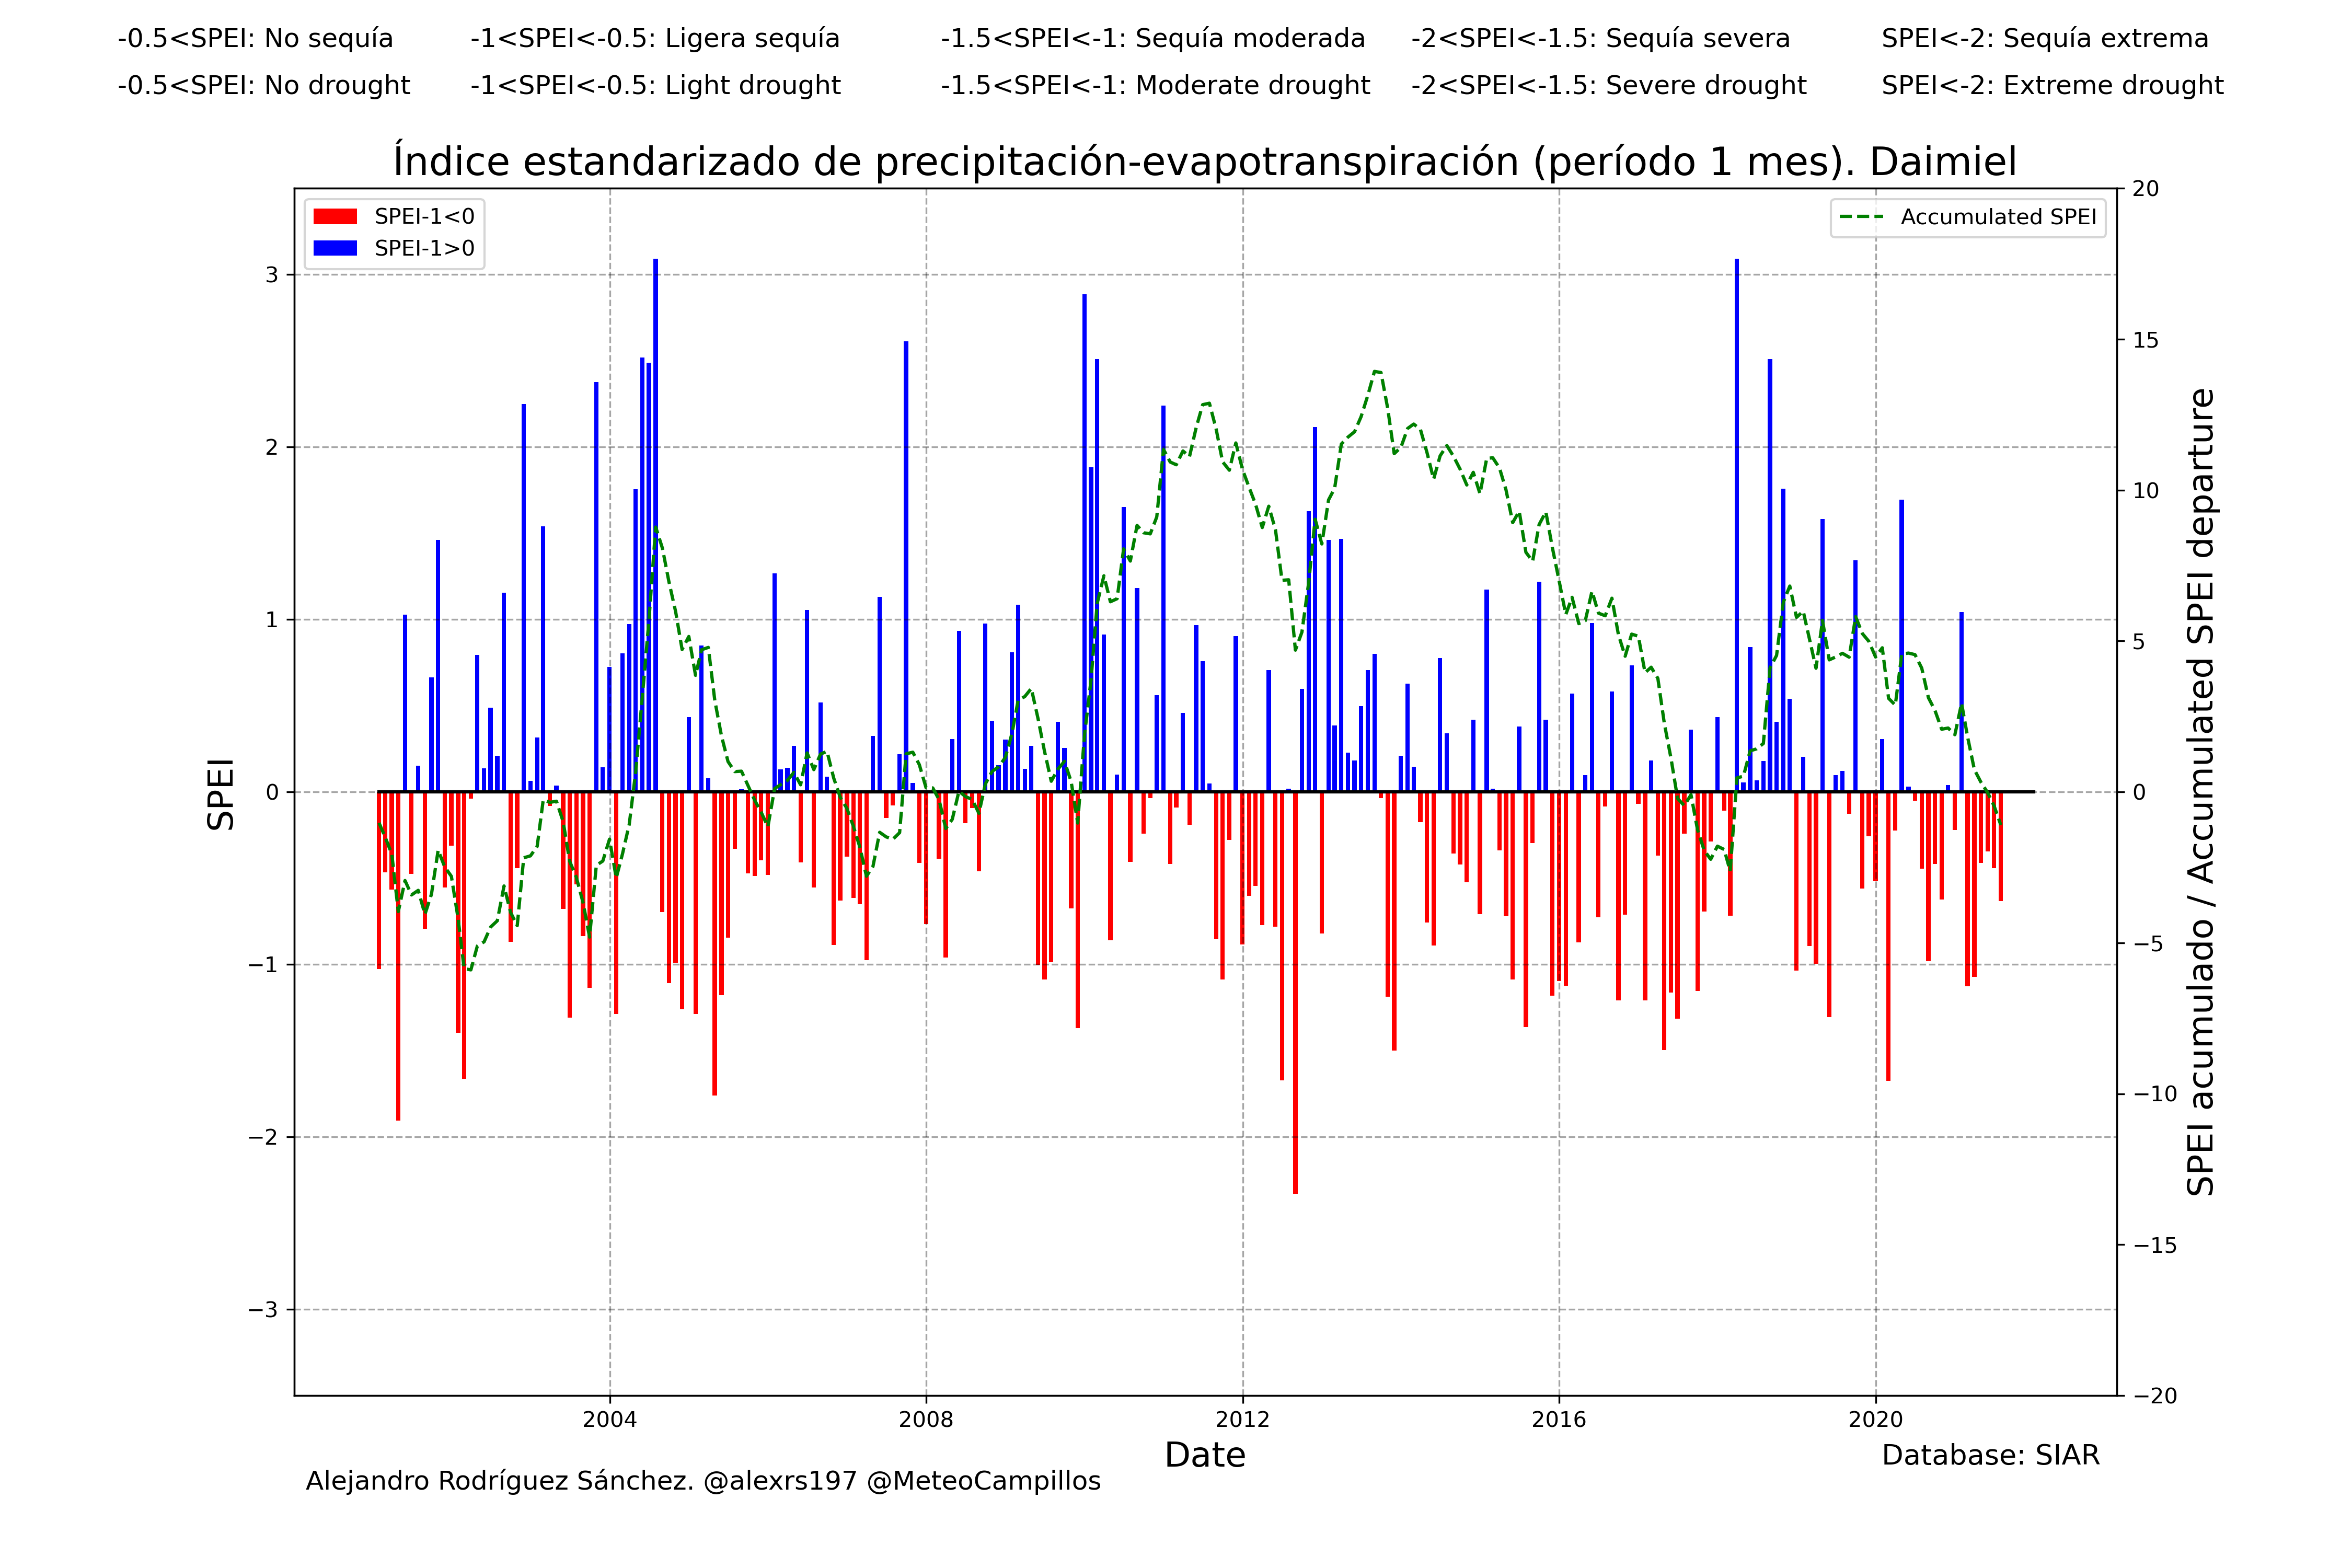 -0.5<SPEI: No sequía -1<SPEI<-0.5: Ligera sequía -1.5<SPEI<-1: Sequía moderada -2<SPEI<-1.5: Sequía severa SPEI<-2: Sequía extrema
-0.5<SPEI: No drought -1<SPEI<-0.5: Light drought -1.5<SPEI<-1: Moderate drought -2<SPEI<-1.5: Severe drought SPEI<-2: Extreme drought
Índice estandarizado de precipitación-evapotranspiración (período 1 mes). Daimiel
SPEI-1<0
SPEI-1>0
Accumulated SPEI
SPEI
3
2
1
0
−1
−2
−3
20
15
10
5
0
−5
−10
−15
−20
SPEI acumulado / Accumulated SPEI departure
2004 2008 2012 2016 2020
Date
Database: SIAR
Alejandro Rodríguez Sánchez. @alexrs197 @MeteoCampillos